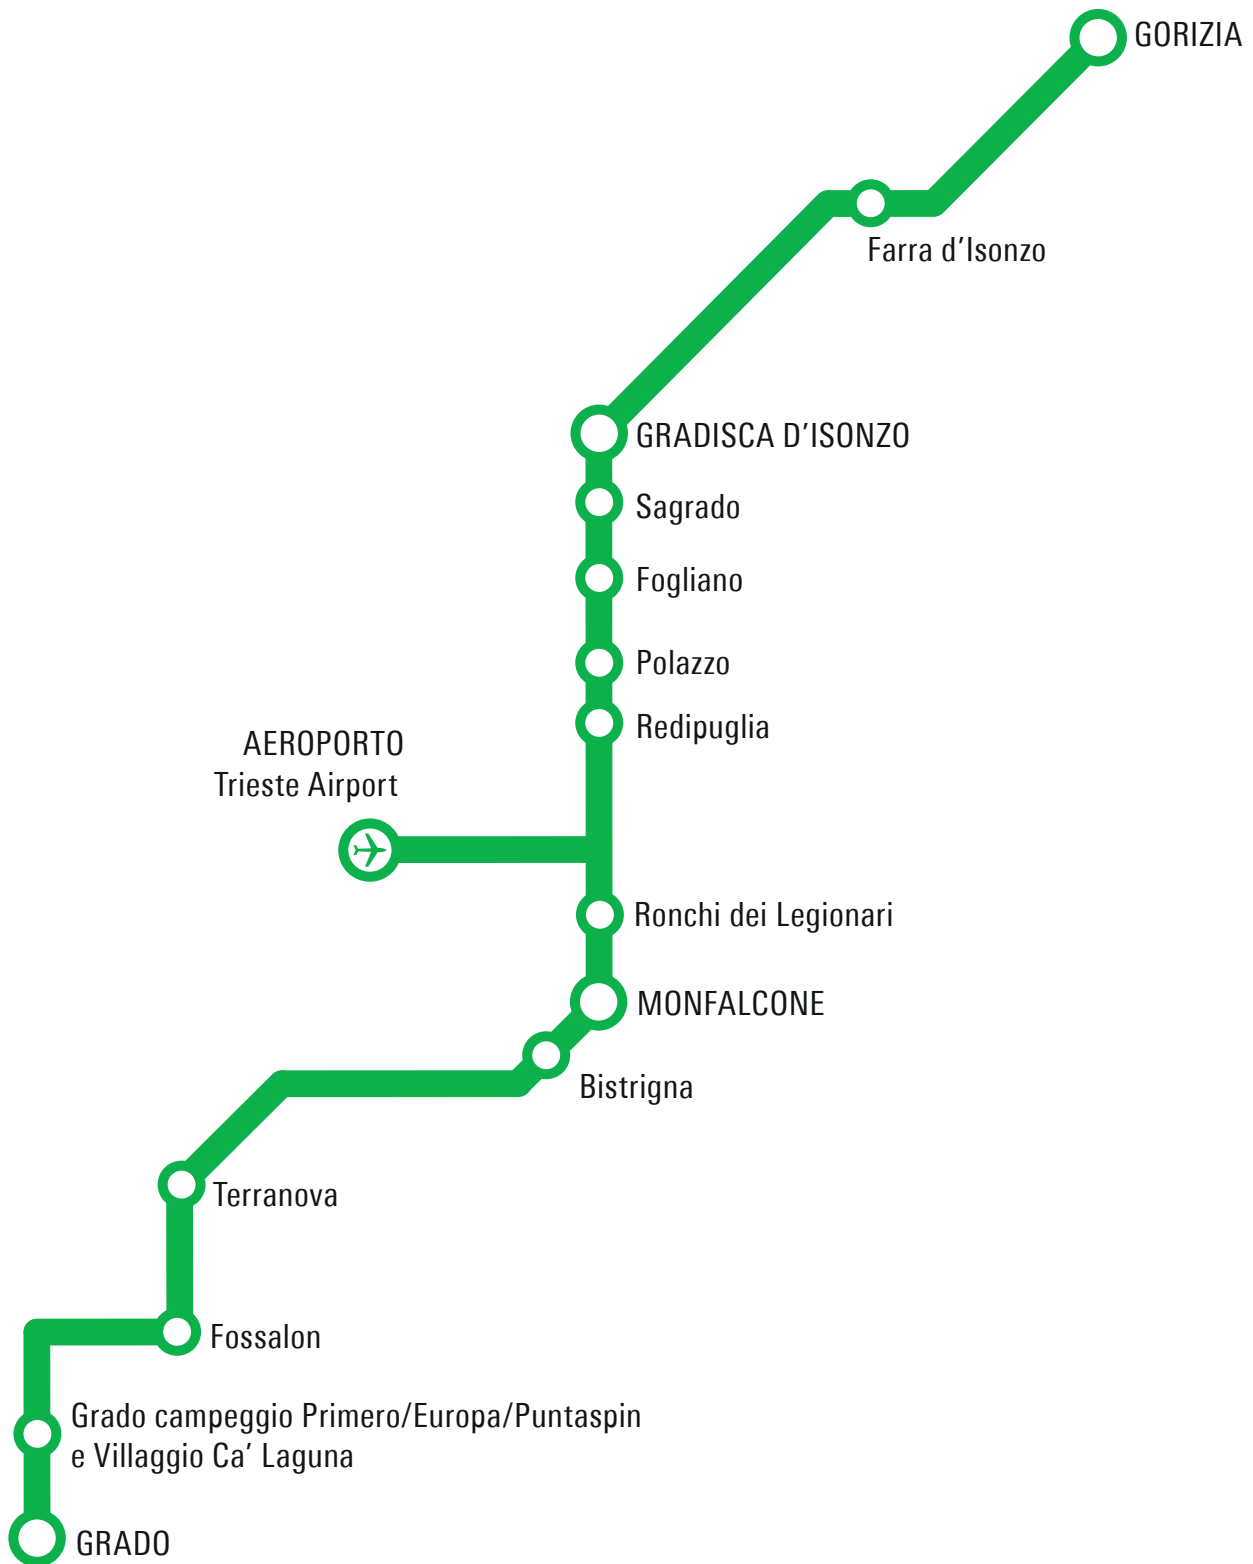 GORIZIA
Farra d’Isonzo
GRADISCA D’ISONZO
Sagrado
Fogliano
Polazzo
Redipuglia
AEROPORTO
Trieste Airport
Ronchi dei Legionari
MONFALCONE
Bistrigna
Terranova
Fossalon
Grado campeggio Primero/Europa/Puntaspin
e Villaggio Ca’ Laguna
GRADO